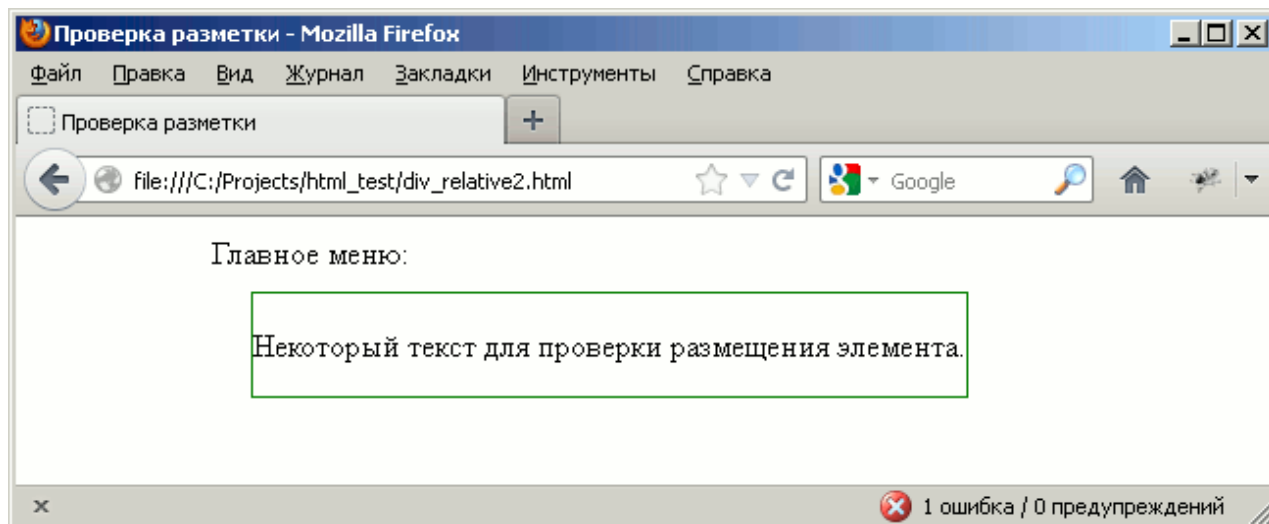 Проверка разметки - Mozilla Firefox
Файл Правка Вид Журнал Закладки Инструменты Справка
Проверка разметки +
file:///C:/Projects/html_test/div_relative2.html Google
Главное меню:
Некоторый текст для проверки размещения элемента.
x 1 ошибка / 0 предупреждений